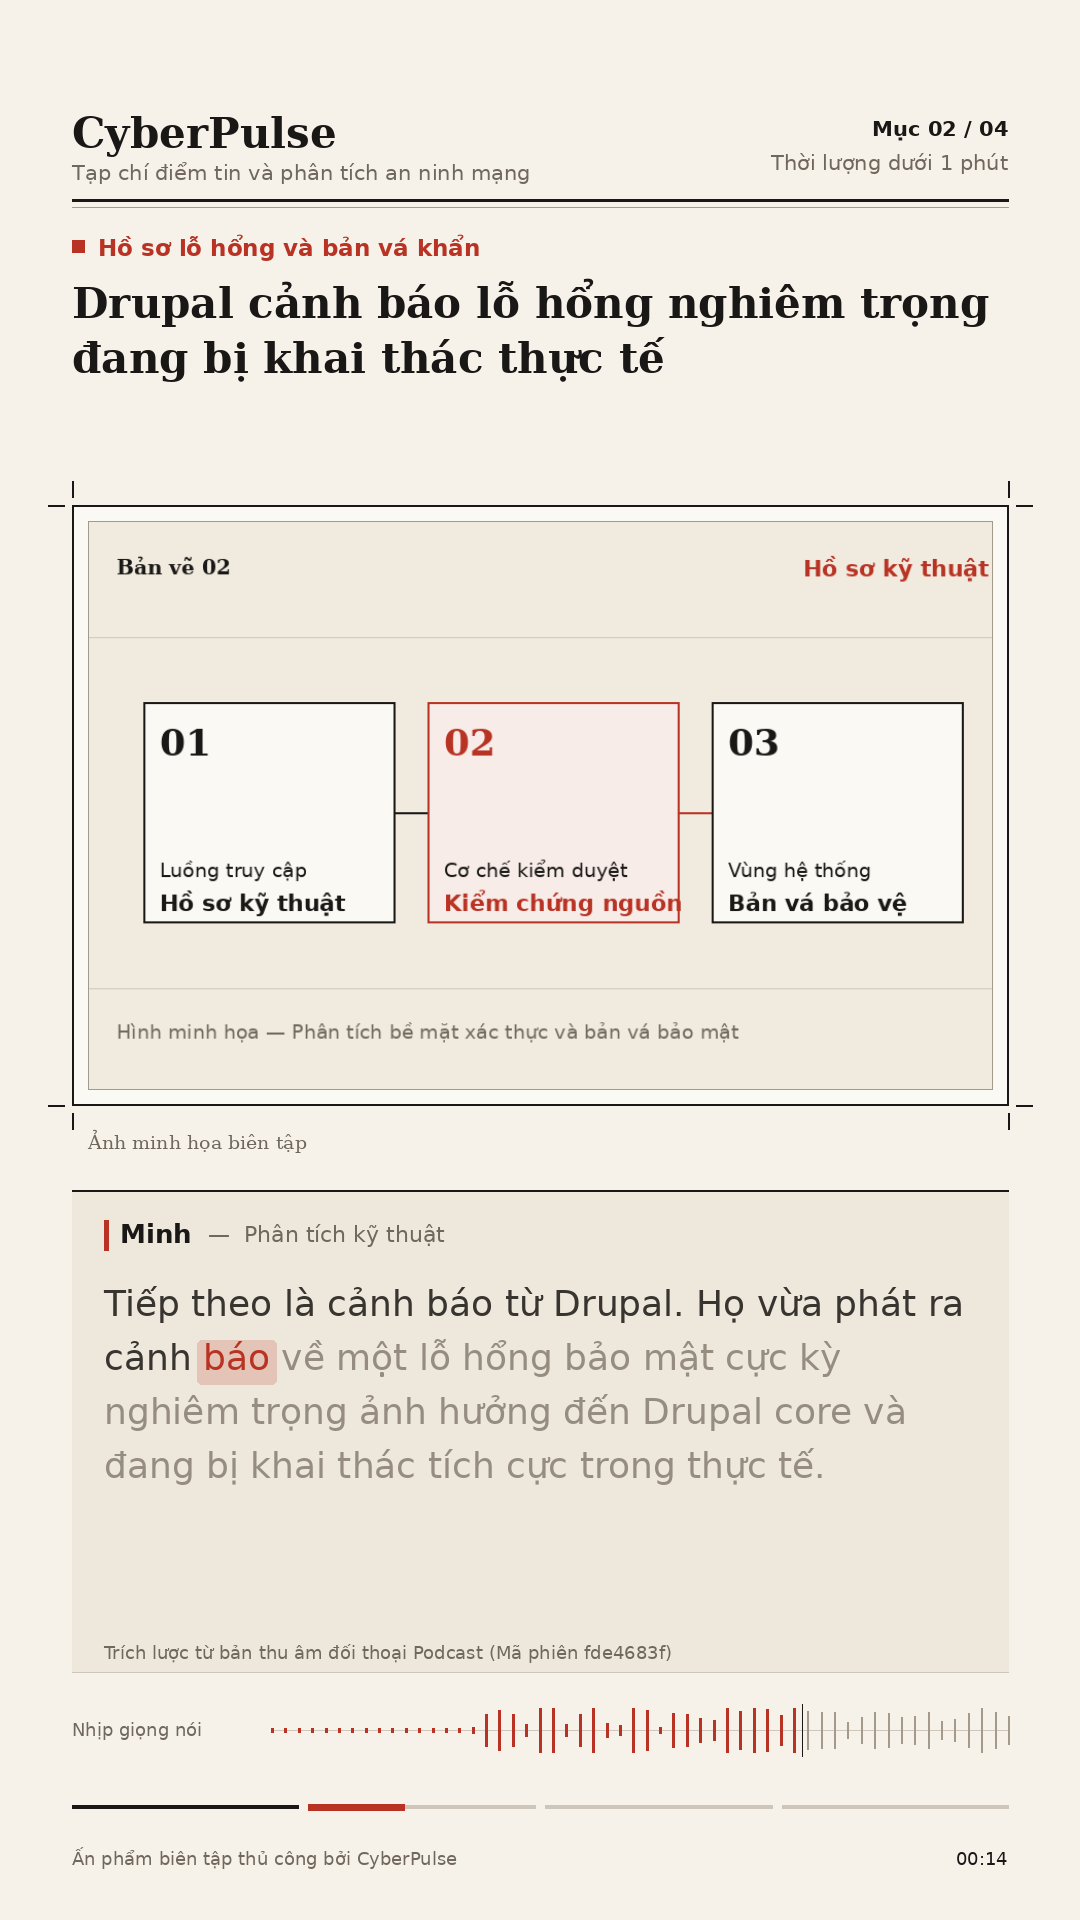 CyberPulse
Tạp chí điểm tin và phân tích an ninh mạng
Mục 02 / 04
Thời lượng dưới 1 phút
Hồ sơ lỗ hổng và bản vá khẩn
Drupal cảnh báo lỗ hổng nghiêm trọng
đang bị khai thác thực tế
Bản vẽ 02
Hồ sơ kỹ thuật
01
Luồng truy cập
Hồ sơ kỹ thuật
02
Cơ chế kiểm duyệt
Kiểm chứng nguồn
03
Vùng hệ thống
Bản vá bảo vệ
Hình minh họa — Phân tích bề mặt xác thực và bản vá bảo mật
Ảnh minh họa biên tập
Minh — Phân tích kỹ thuật
Tiếp theo là cảnh báo từ Drupal. Họ vừa phát ra
cảnh báo về một lỗ hổng bảo mật cực kỳ
nghiêm trọng ảnh hưởng đến Drupal core và
đang bị khai thác tích cực trong thực tế.
Trích lược từ bản thu âm đối thoại Podcast (Mã phiên fde4683f)
Nhịp giọng nói
Ấn phẩm biên tập thủ công bởi CyberPulse
00:14